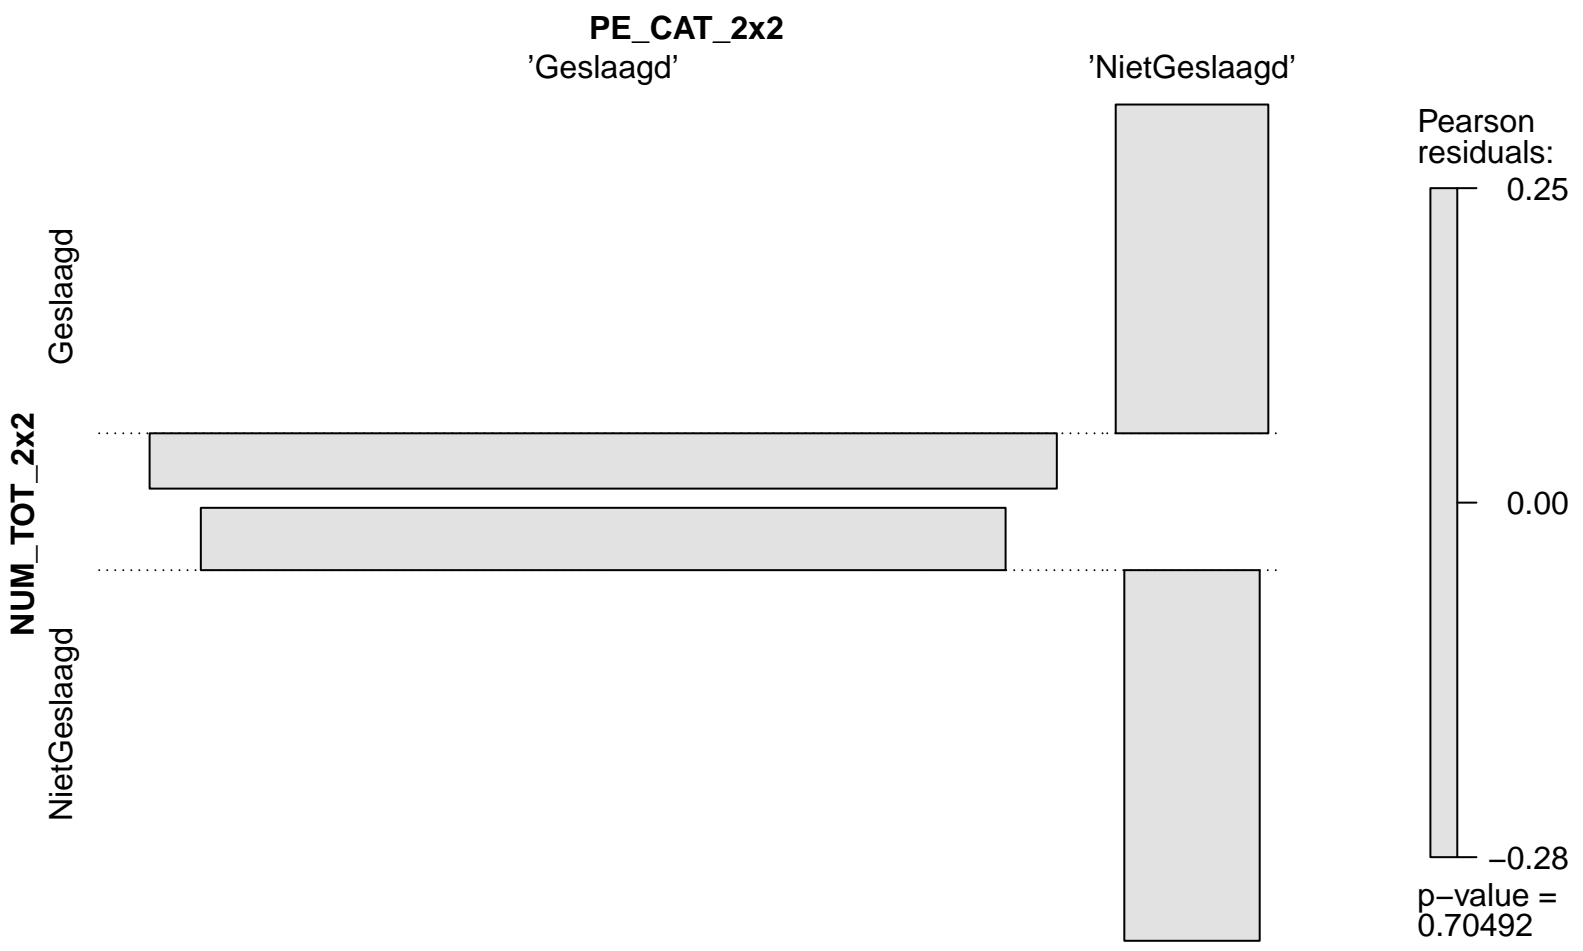 PE_CAT_2x2
’Geslaagd’ ’NietGeslaagd’
NUM_TOT_2x2
Geslaagd
NietGeslaagd
Pearson
residuals:
0.25
0.00
−0.28
p−value =
0.70492